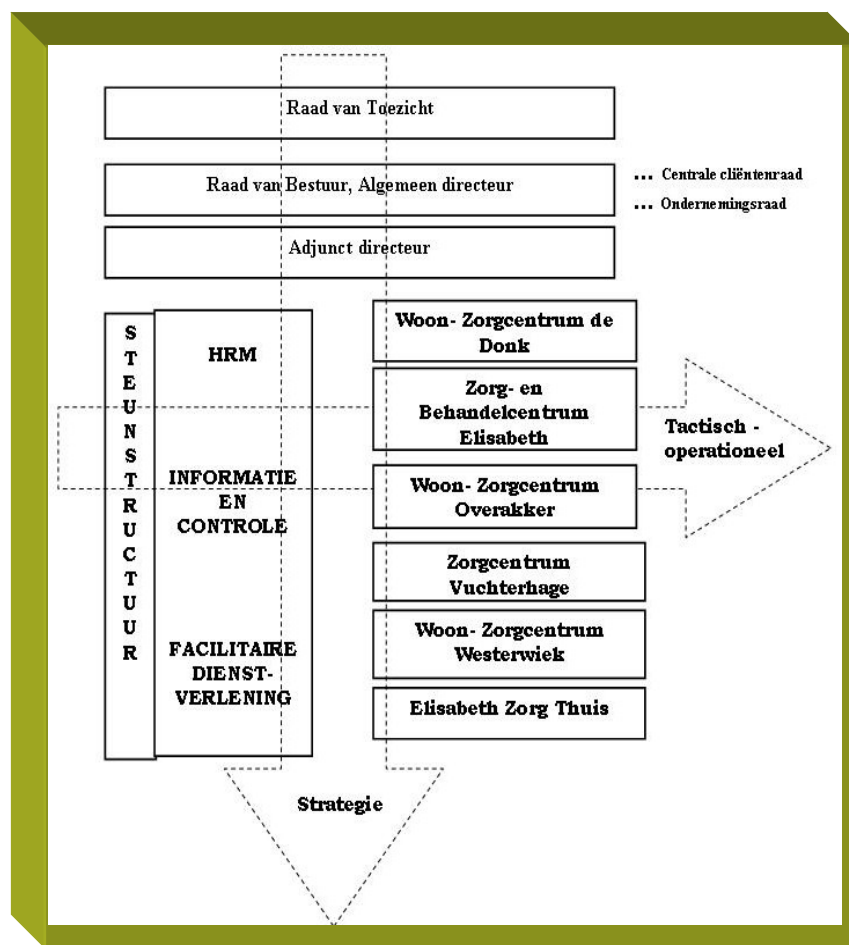 Raad van Toezicht
Raad van Bestuur, Algemeen directeur
... Centrale cliëntenraad
... Ondernemingsraad
Adjunct directeur
STEUNSTRUCTUUR
HRM
INFORMATIE
EN
CONTROLE
FACILITAIRE
DIENST-
VERLENING
Woon- Zorgcentrum de
Donk
Zorg- en
Behandelcentrum
Elisabeth
Woon- Zorgcentrum
Overakker
Zorgcentrum
Vuchterhage
Woon- Zorgcentrum
Westerwiek
Elisabeth Zorg Thuis
Tactisch -
operationeel
Strategie